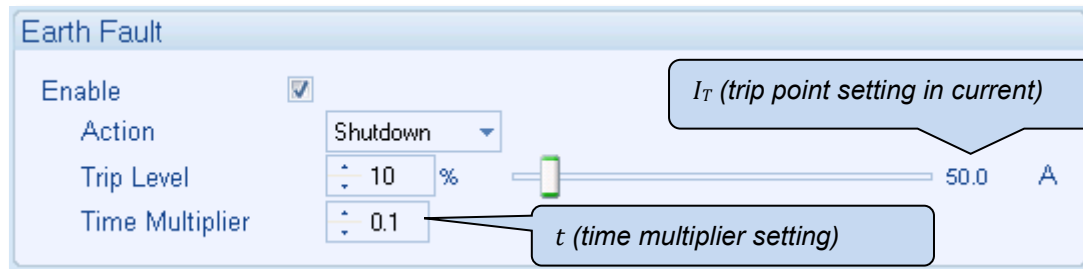 Earth Fault
Enable
I_T (trip point setting in current)
Action Shutdown
Trip Level 10 % 50.0 A
Time Multiplier 0.1
t (time multiplier setting)